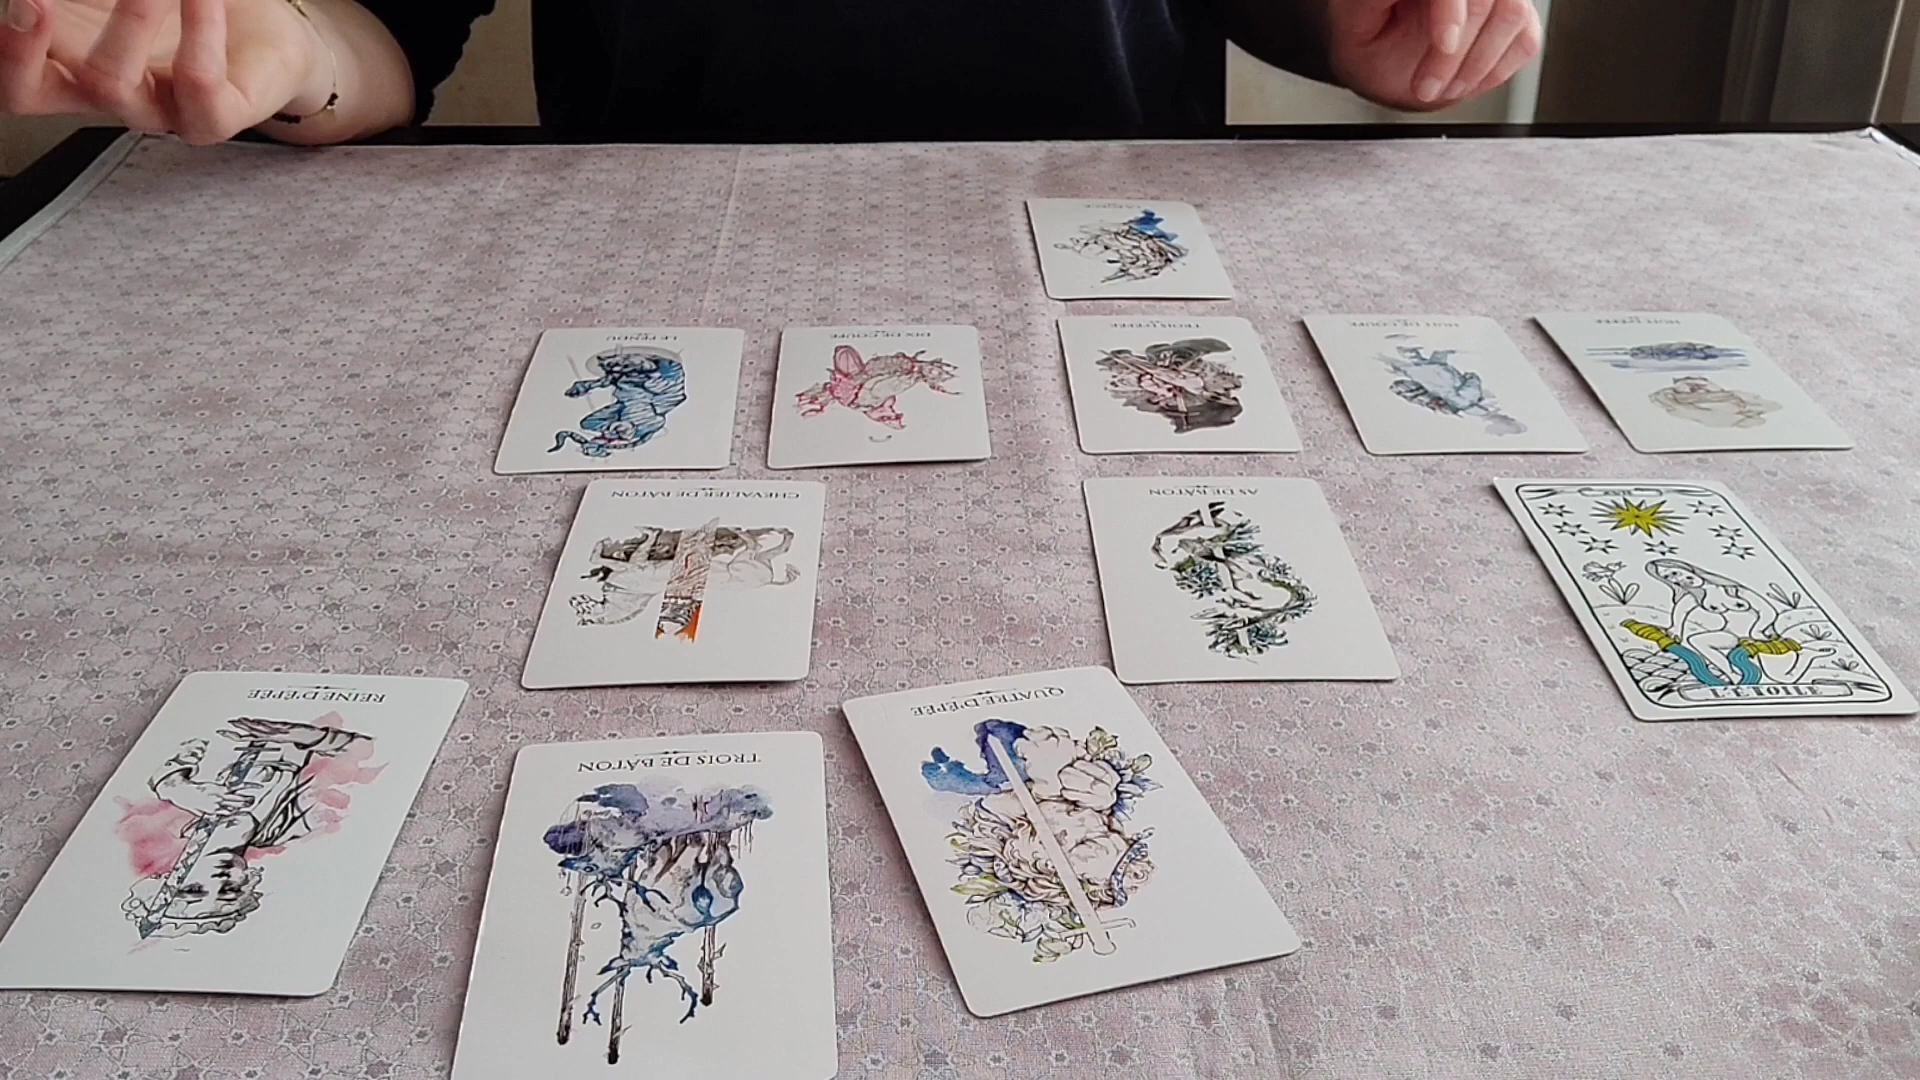 LE PENDU
DIX DE COUPE
TROIS D'ÉPÉE
HUIT DE COUPE
HUIT D'ÉPÉE
CHEVALIER DE BÂTON
AS DE BÂTON
L'ÉTOILE
REINE D'ÉPÉE
TROIS DE BÂTON
QUATRE D'ÉPÉE